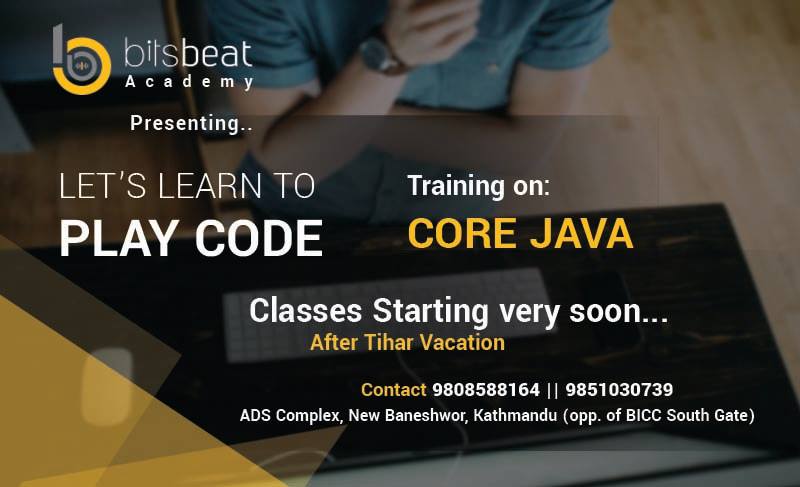 bitsbeat
Academy
Presenting..
LET'S LEARN TO
PLAY CODE
Training on:
CORE JAVA
Classes Starting very soon...
After Tihar Vacation
Contact 9808588164 || 9851030739
ADS Complex, New Baneshwor, Kathmandu (opp. of BICC South Gate)